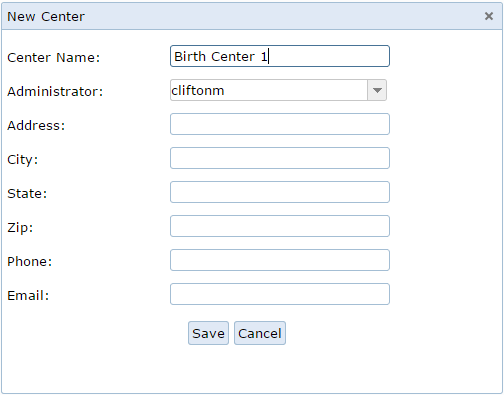 New Center
Center Name: Birth Center 1
Administrator: cliftonm
Address:
City:
State:
Zip:
Phone:
Email:
Save Cancel